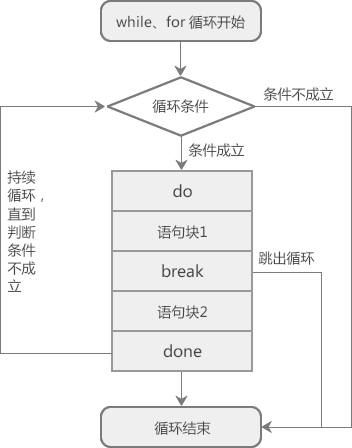 while、for 循环开始
循环条件
条件不成立
条件成立
持续
循环，
直到
判断
条件
不成
立
do
语句块1
break
跳出循环
语句块2
done
循环结束